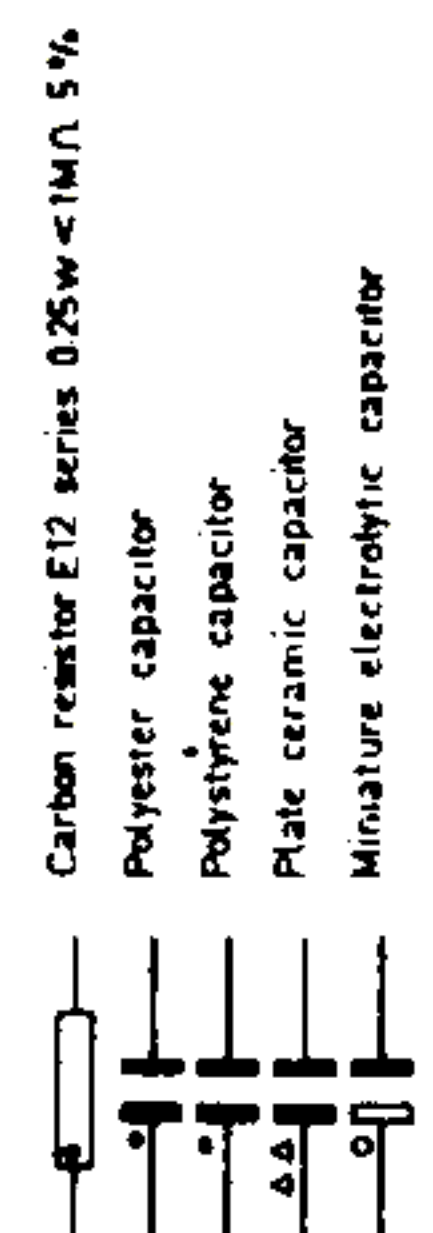 Carbon resistor E12 series 0.25w <1MΩ 5%
Polyester capacitor
Polystyrene capacitor
Plate ceramic capacitor
Miniature electrolytic capacitor